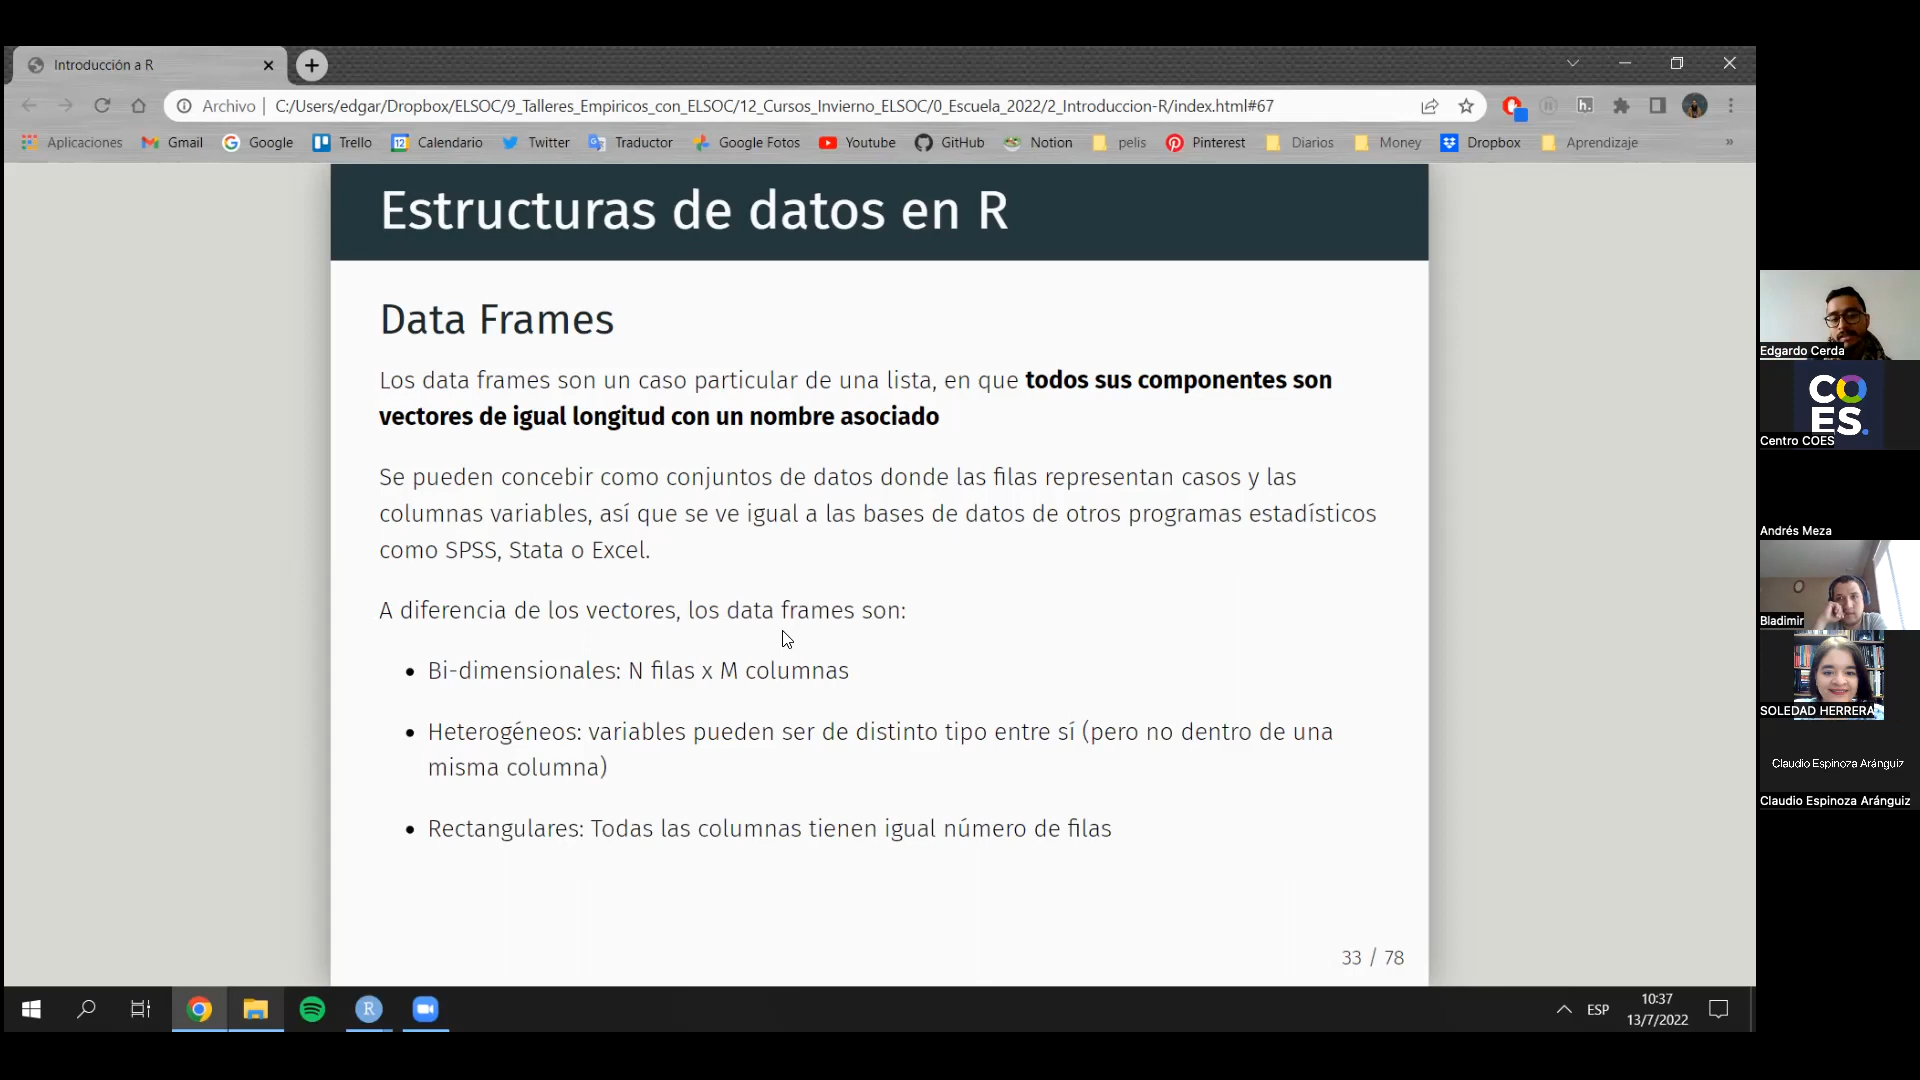 Introducción a R
Archivo | C:/Users/edgar/Dropbox/ELSOC/9_Talleres_Empiricos_con_ELSOC/12_Cursos_Invierno_ELSOC/0_Escuela_2022/2_Introduccion-R/index.html#67
Aplicaciones Gmail Google Trello 12 Calendario Twitter Traductor Google Fotos Youtube GitHub Notion pelis Pinterest Diarios Money Dropbox Aprendizaje »
Estructuras de datos en R
Data Frames
Los data frames son un caso particular de una lista, en que todos sus componentes son
vectores de igual longitud con un nombre asociado
Se pueden concebir como conjuntos de datos donde las filas representan casos y las
columnas variables, así que se ve igual a las bases de datos de otros programas estadísticos
como SPSS, Stata o Excel.
A diferencia de los vectores, los data frames son:
• Bi-dimensionales: N filas x M columnas
• Heterogéneos: variables pueden ser de distinto tipo entre sí (pero no dentro de una
misma columna)
• Rectangulares: Todas las columnas tienen igual número de filas
33 / 78
Edgardo Cerda
CO
ES.
Centro COES
Andrés Meza
Bladimir
SOLEDAD HERRERA
Claudio Espinoza Aránguiz
Claudio Espinoza Aránguiz
R
ESP
10:37
13/7/2022